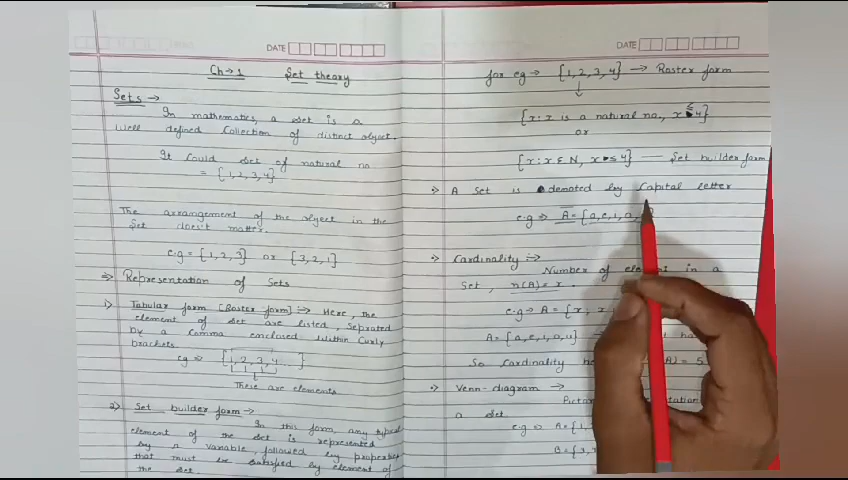 DATE
Ch→1 Set theory
Sets →
In mathematics, a set is a
Well defined Collection of distinct object.
It Could set of natural no
= {1,2,3,4}
The arrangement of the object in the
Set doesn't matter.
e.g = {1,2,3} or {3,2,1}
⇒ Representation of Sets
1) Tabular form [Roster form] :→ Here, the
element of set are listed, Seprated
by a Comma enclosed within Curly
brackets
eg ⇒ {1,2,3,4....}
These are elements
2) Set builder form →
In this form, any typical
element of the set is represented
by a variable, followed by properties
that must be satisfied by element of
the set.
DATE
for eg → {1,2,3,4} → Roster form
↓
{x: x is a natural no., x ≤ 4}
or
{x: x ∈ N, x ≤ 4} — Set builder form
⇒ A Set is denoted by Capital letter
e.g ⇒ A = {a,e,i,o,
⇒ Cardinality :→
Number of element in a
Set, n(A) = x.
e.g ⇒ A = {x, x
A = {a,e,i,o,u}
So Cardinality (A) = 5
⇒ Venn-diagram →
a set
e.g ⇒ A = {1,
B = {3,4